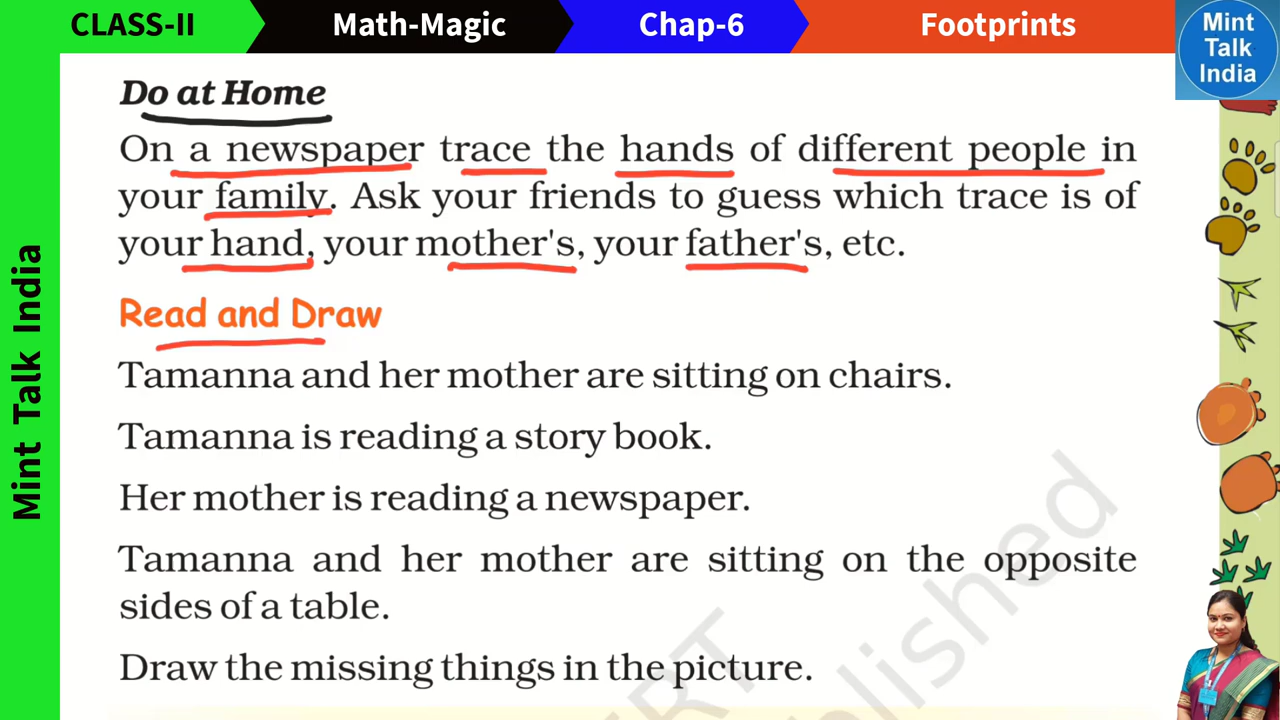 CLASS-II Math-Magic Chap-6 Footprints
Mint
Talk
India
Mint Talk India
Do at Home
On a newspaper trace the hands of different people in
your family. Ask your friends to guess which trace is of
your hand, your mother's, your father's, etc.
Read and Draw
Tamanna and her mother are sitting on chairs.
Tamanna is reading a story book.
Her mother is reading a newspaper.
Tamanna and her mother are sitting on the opposite
sides of a table.
Draw the missing things in the picture.